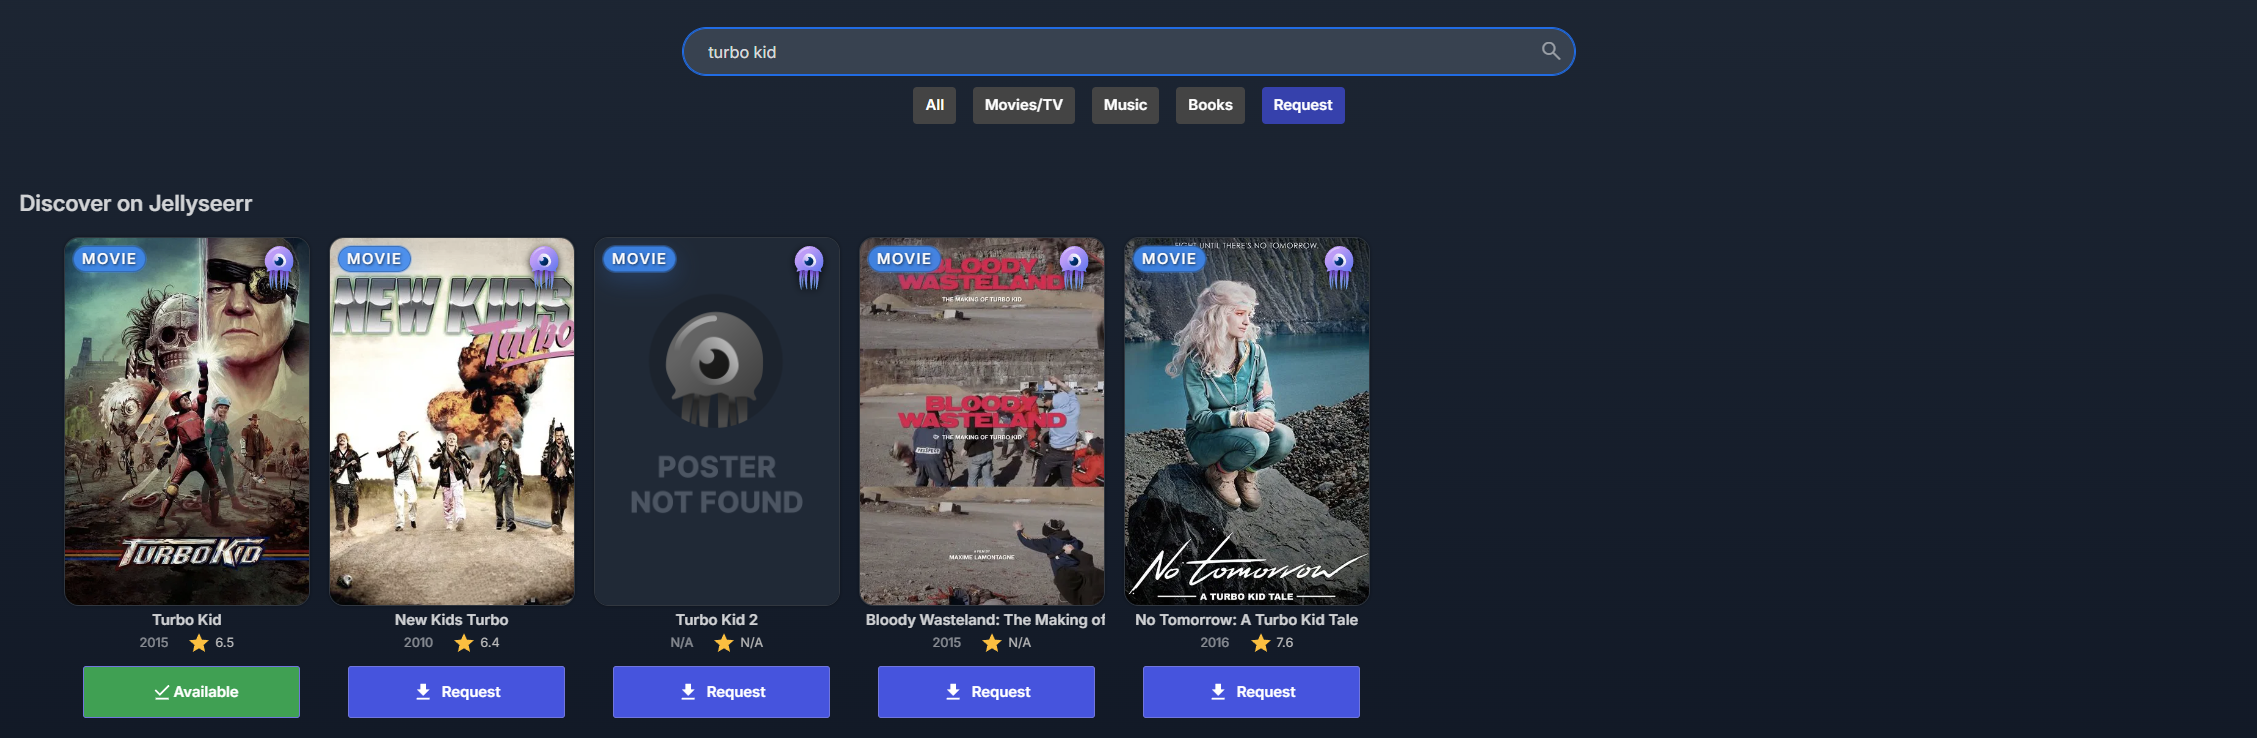 turbo kid
All
Movies/TV
Music
Books
Request
Discover on Jellyseerr
MOVIE
TURBO KID
Turbo Kid
2015 6.5
Available
MOVIE
NEW KIDS
Turbo
New Kids Turbo
2010 6.4
Request
MOVIE
POSTER
NOT FOUND
Turbo Kid 2
N/A N/A
Request
MOVIE
BLOODY
WASTELAND
THE MAKING OF TURBO KID
BLOODY
WASTELAND
THE MAKING OF TURBO KID
A FILM BY
MAXIME LAMONTAGNE
Bloody Wasteland: The Making of
2015 N/A
Request
FIGHT UNTIL THERE'S NO TOMORROW.
MOVIE
No tomorrow
A TURBO KID TALE
No Tomorrow: A Turbo Kid Tale
2016 7.6
Request